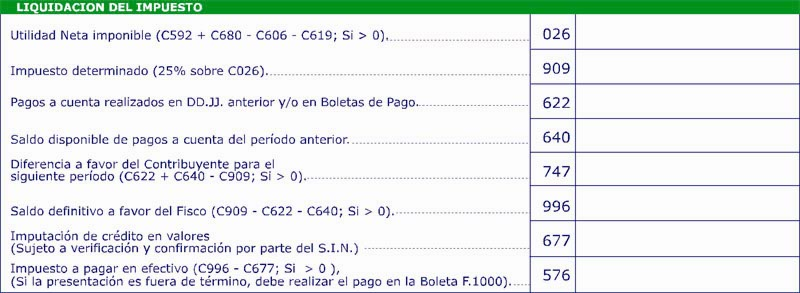 LIQUIDACION DEL IMPUESTO
Utilidad Neta imponible (C592 + C680 - C606 - C619; Si > 0). 026
Impuesto determinado (25% sobre C026). 909
Pagos a cuenta realizados en DD.JJ. anterior y/o en Boletas de Pago. 622
Saldo disponible de pagos a cuenta del período anterior. 640
Diferencia a favor del Contribuyente para el
siguiente período (C622 + C640 - C909; Si > 0). 747
Saldo definitivo a favor del Fisco (C909 - C622 - C640; Si > 0). 996
Imputación de crédito en valores
(Sujeto a verificación y confirmación por parte del S.I.N.) 677
Impuesto a pagar en efectivo (C996 - C677; Si > 0 ),
(Si la presentación es fuera de término, debe realizar el pago en la Boleta F.1000). 576